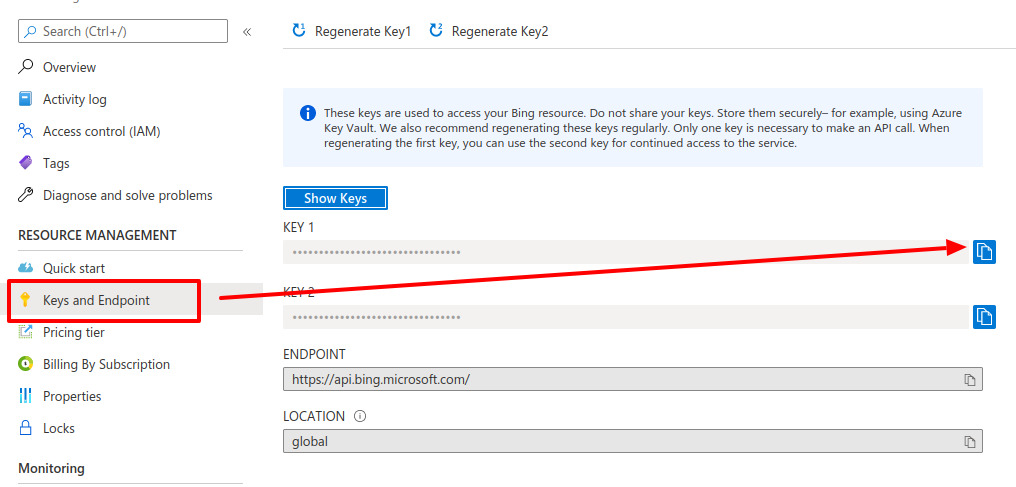 Search (Ctrl+/)
«
Overview
Activity log
Access control (IAM)
Tags
Diagnose and solve problems
RESOURCE MANAGEMENT
Quick start
Keys and Endpoint
Pricing tier
Billing By Subscription
Properties
Locks
Monitoring
Regenerate Key1
Regenerate Key2
These keys are used to access your Bing resource. Do not share your keys. Store them securely– for example, using Azure
Key Vault. We also recommend regenerating these keys regularly. Only one key is necessary to make an API call. When
regenerating the first key, you can use the second key for continued access to the service.
Show Keys
KEY 1
••••••••••••••••••••••••••••••••
KEY 2
••••••••••••••••••••••••••••••••
ENDPOINT
https://api.bing.microsoft.com/
LOCATION
global